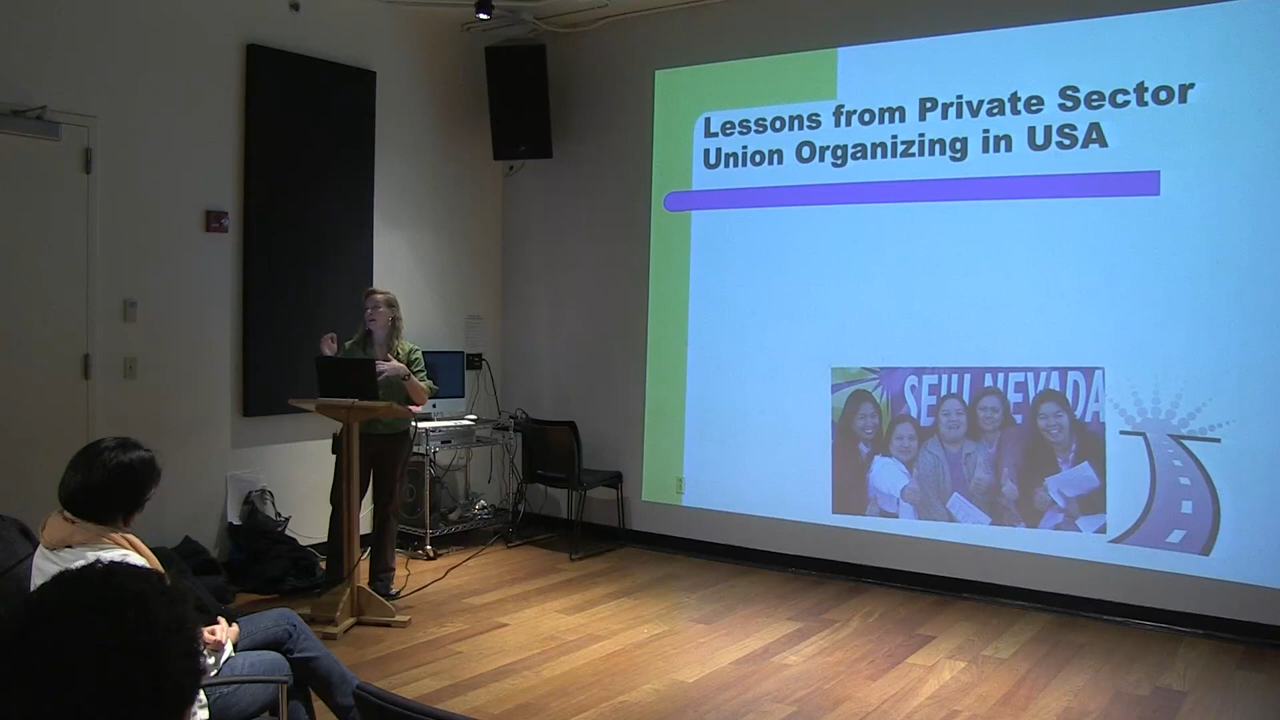 Lessons from Private Sector
Union Organizing in USA
SEIU NEVADA